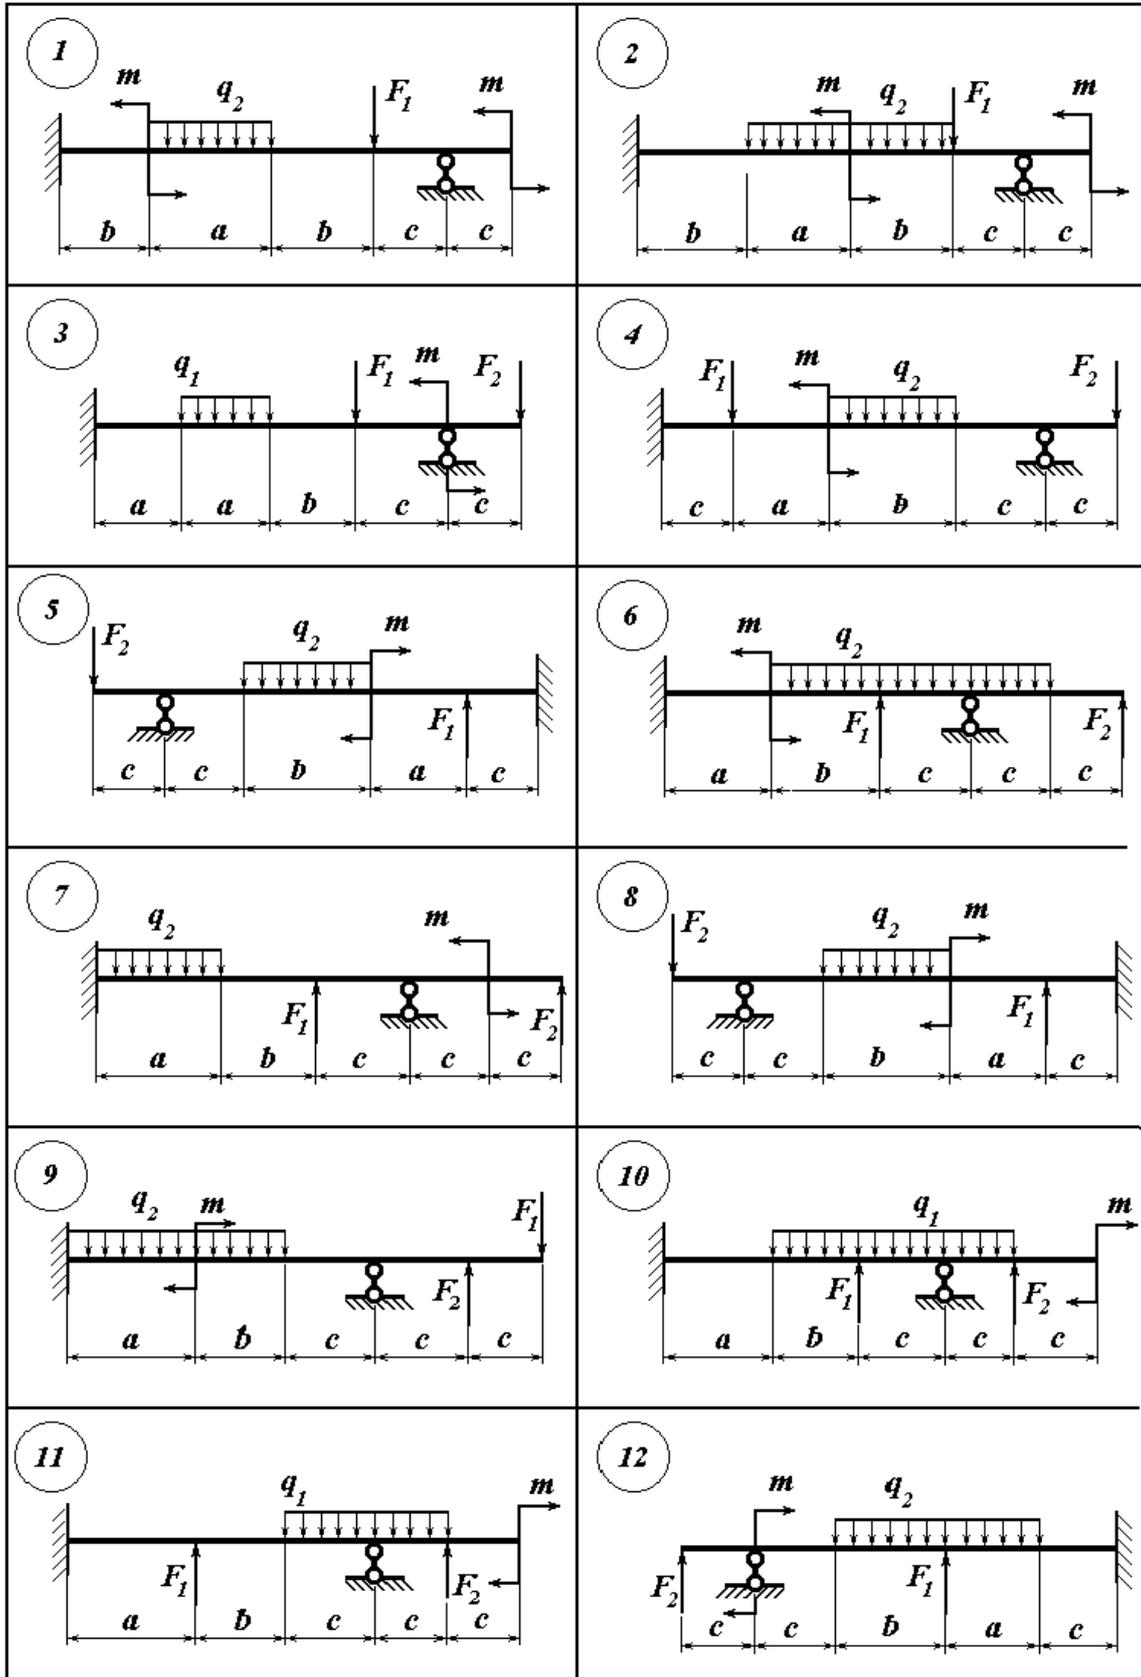 1
m q2 F1 m
b a b c c
2
m q2 F1 m
b a b c c
3
q1 F1 m F2
a a b c c
4
F1 m q2 F2
c a b c c
5
F2 q2 m
F1
c c b a c
6
m q2
F1 F2
a b c c c
7
q2 m
F1 F2
a b c c c
8
F2 q2 m
F1
c c b a c
9
q2 m F1
F2
a b c c c
10
q1 m
F1 F2
a b c c c
11
q1 m
F1 F2
a b c c c
12
m q2
F2 F1
c c b a c